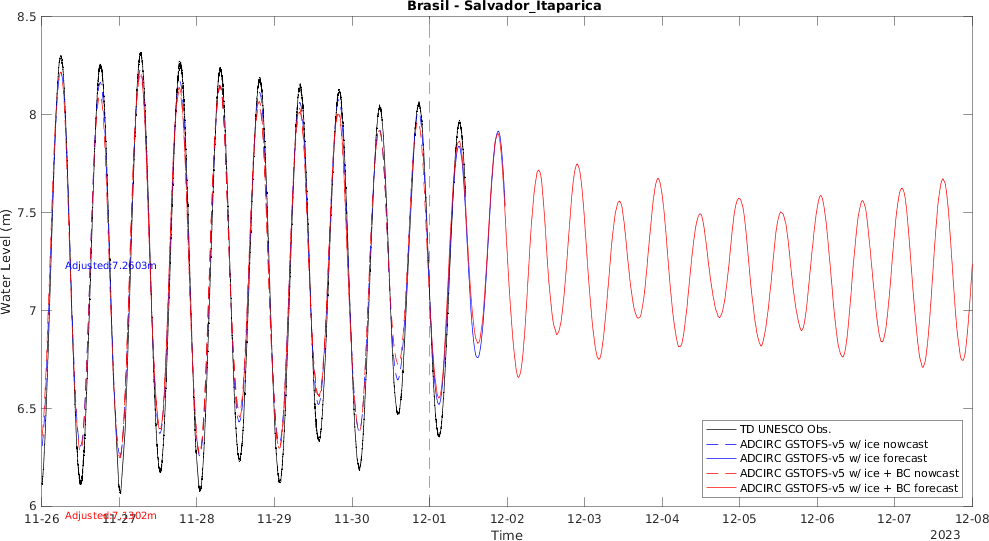 Brasil - Salvador_Itaparica
8.5
8
7.5
7
6.5
6
Water Level (m)
Adjusted:7.2603m
Adjusted:7.3302m
11-26
11-27
11-28
11-29
11-30
12-01
12-02
12-03
12-04
12-05
12-06
12-07
12-08
2023
Time
TD UNESCO Obs.
ADCIRC GSTOFS-v5 w/ ice nowcast
ADCIRC GSTOFS-v5 w/ ice forecast
ADCIRC GSTOFS-v5 w/ ice + BC nowcast
ADCIRC GSTOFS-v5 w/ ice + BC forecast